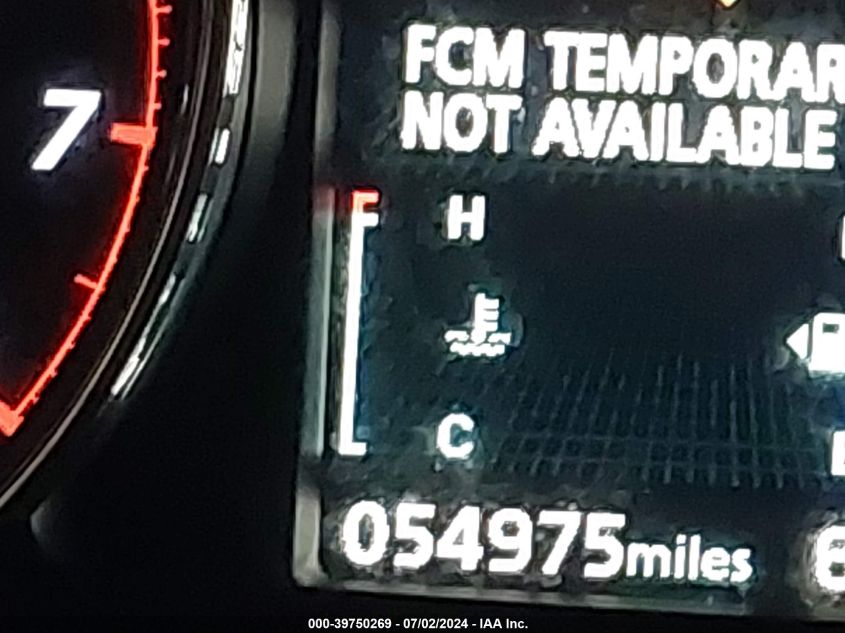 FCM TEMPORAR
NOT AVAILABLE
7
H
C
054975miles
000-39750269 - 07/02/2024 - IAA Inc.